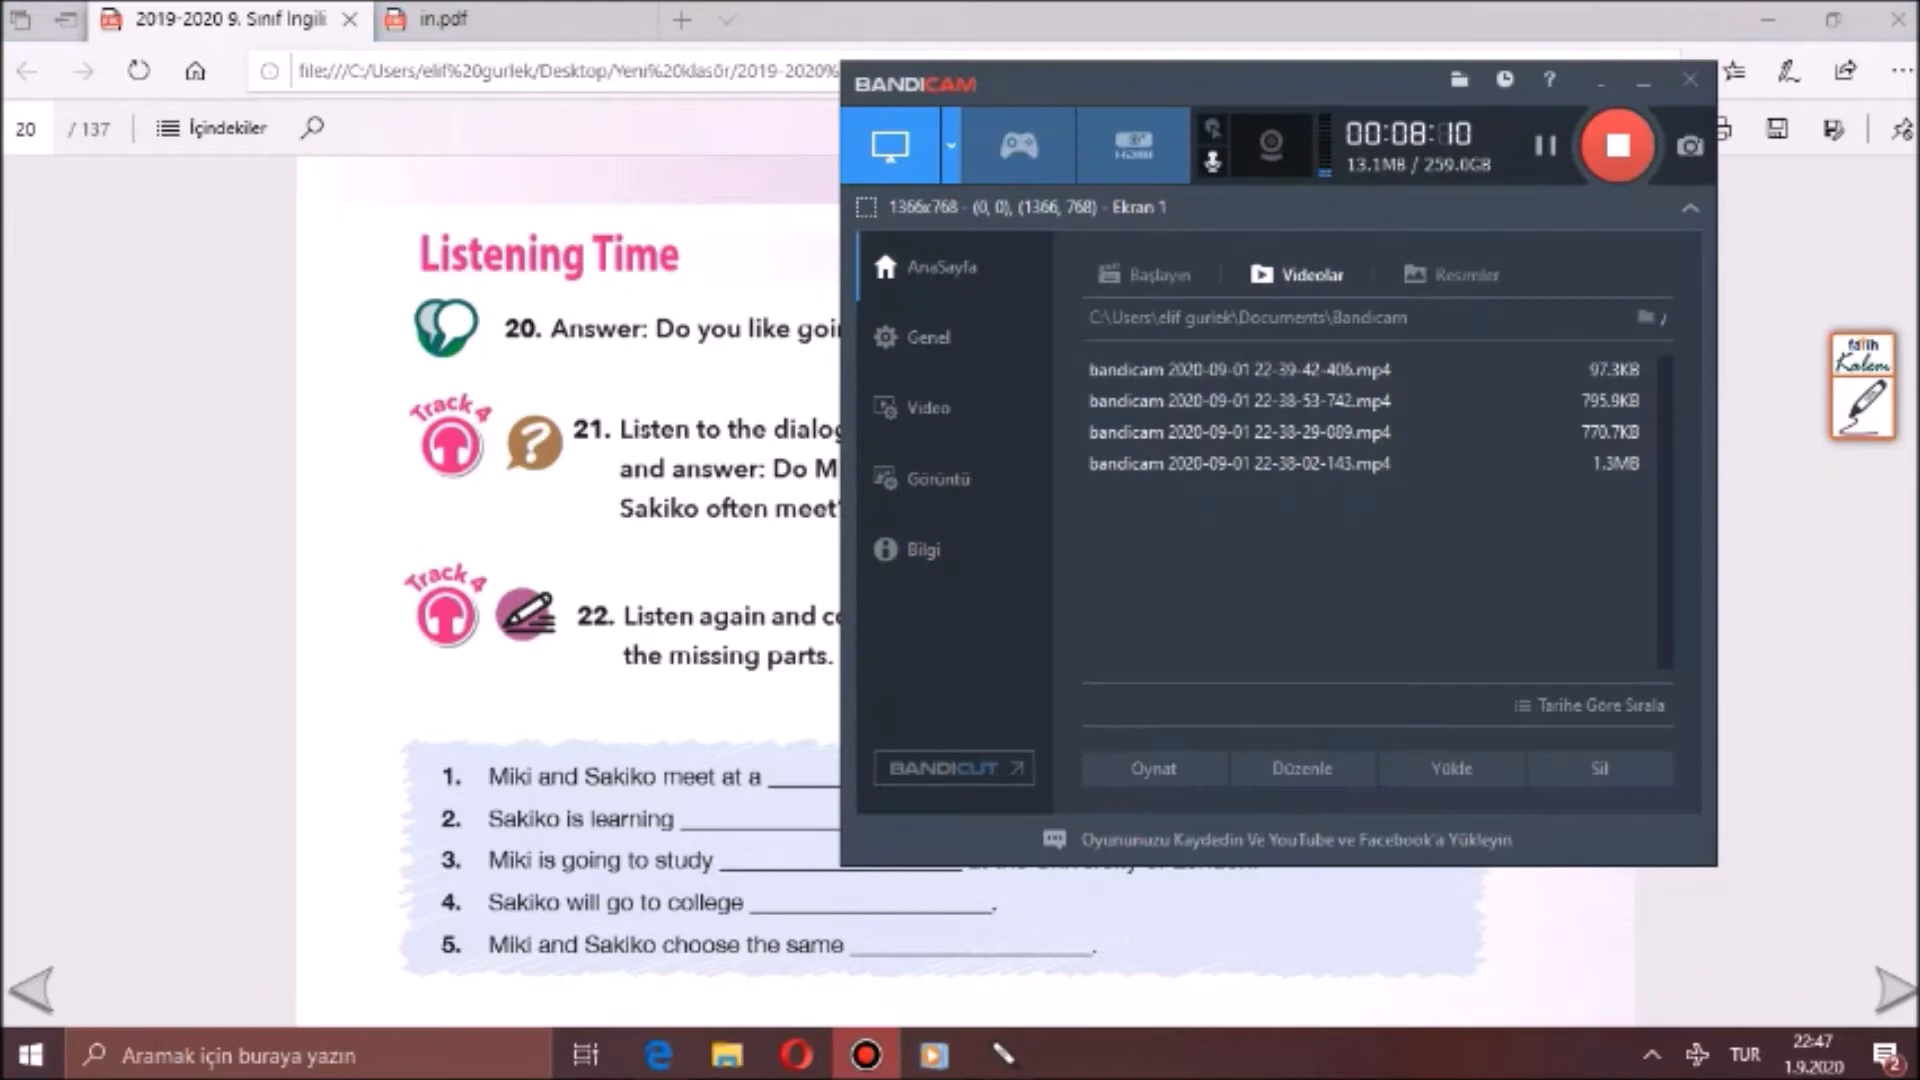 2019-2020 9. Sınıf İngili
in.pdf
file:///C:/Users/elif%20gurlek/Desktop/Yeni%20klasör/2019-2020%
20 / 137
İçindekiler
BANDICAM
00:08:10
13.1MB / 259.0GB
HDMI
1366x768 - (0, 0), (1366, 768) - Ekran 1
AnaSayfa
Genel
Video
Görüntü
Bilgi
BANDICUT
Başlayın
Videolar
Resimler
C:\Users\elif gurlek\Documents\Bandicam
bandicam 2020-09-01 22-39-42-406.mp4 97.3KB
bandicam 2020-09-01 22-38-53-742.mp4 795.9KB
bandicam 2020-09-01 22-38-29-089.mp4 770.7KB
bandicam 2020-09-01 22-38-02-143.mp4 1.3MB
Tarihe Göre Sırala
Oynat
Düzenle
Yükle
Sil
Oyununuzu Kaydedin Ve YouTube ve Facebook'a Yükleyin
Listening Time
20. Answer: Do you like goi
Track 4
21. Listen to the dialog
and answer: Do M
Sakiko often meet?
Track 4
22. Listen again and co
the missing parts.
1. Miki and Sakiko meet at a
2. Sakiko is learning
3. Miki is going to study
4. Sakiko will go to college .
5. Miki and Sakiko choose the same .
fatih
Kalem
Aramak için buraya yazın
TUR
22:47
1.9.2020
2